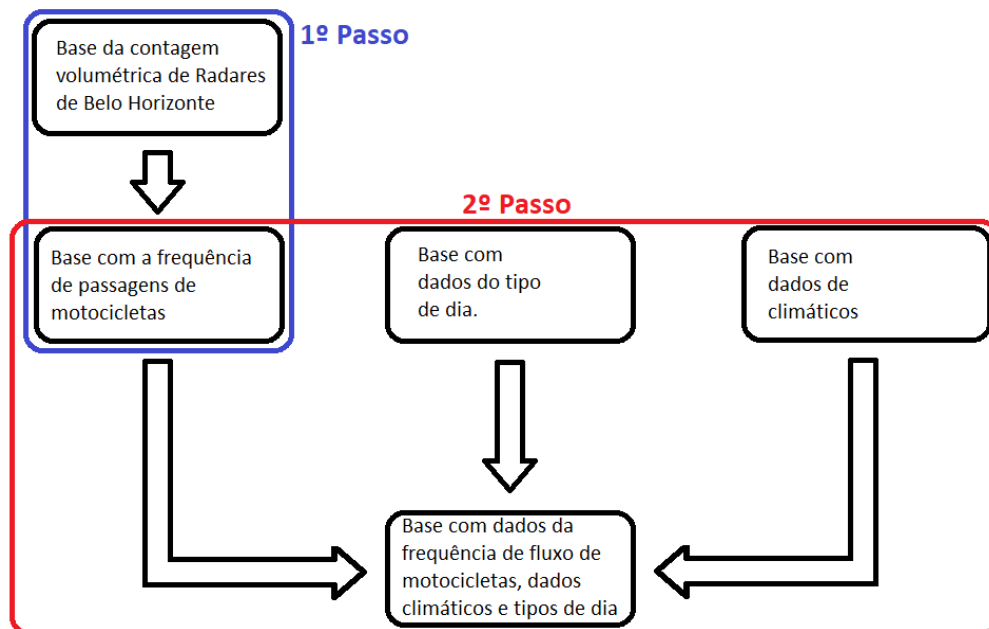 1º Passo
Base da contagem
volumétrica de Radares
de Belo Horizonte
2º Passo
Base com a frequência
de passagens de
motocicletas
Base com
dados do tipo
de dia.
Base com
dados de
climáticos
Base com dados da
frequência de fluxo de
motocicletas, dados
climáticos e tipos de dia